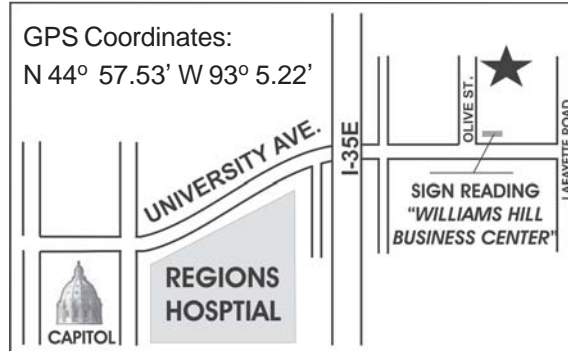 GPS Coordinates:
N 44º 57.53’ W 93º 5.22’
UNIVERSITY AVE.
I-35E
OLIVE ST.
LAFAYETTE ROAD
SIGN READING
"WILLIAMS HILL
BUSINESS CENTER"
REGIONS
HOSPTIAL
CAPITOL